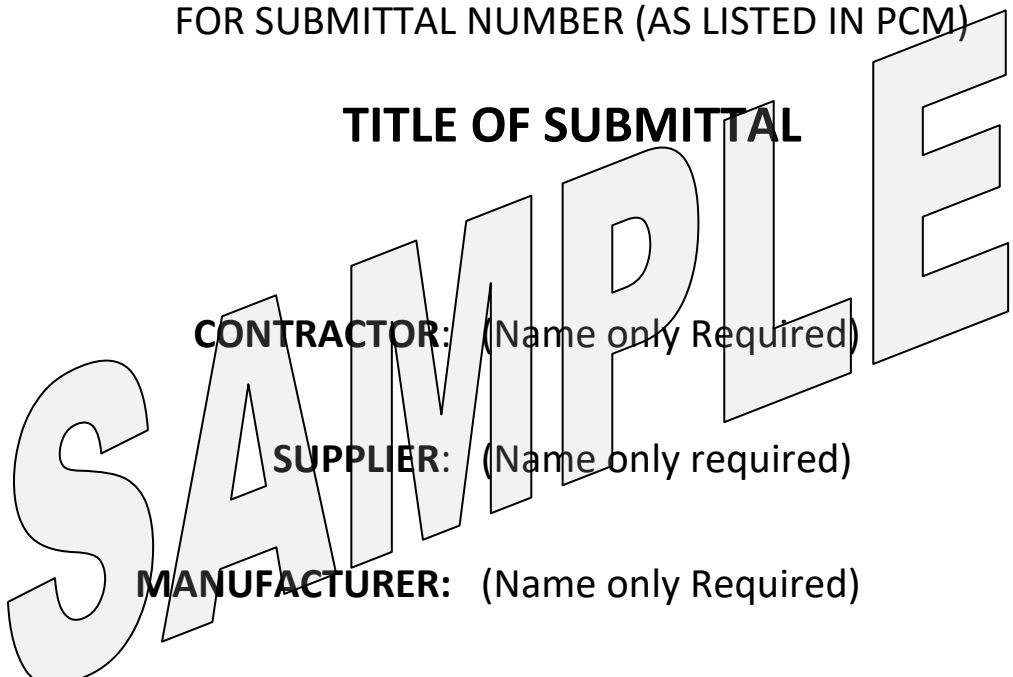 FOR SUBMITTAL NUMBER (AS LISTED IN PCM)
TITLE OF SUBMITTAL
CONTRACTOR: (Name only Required)
SUPPLIER: (Name only required)
MANUFACTURER: (Name only Required)
SAMPLE